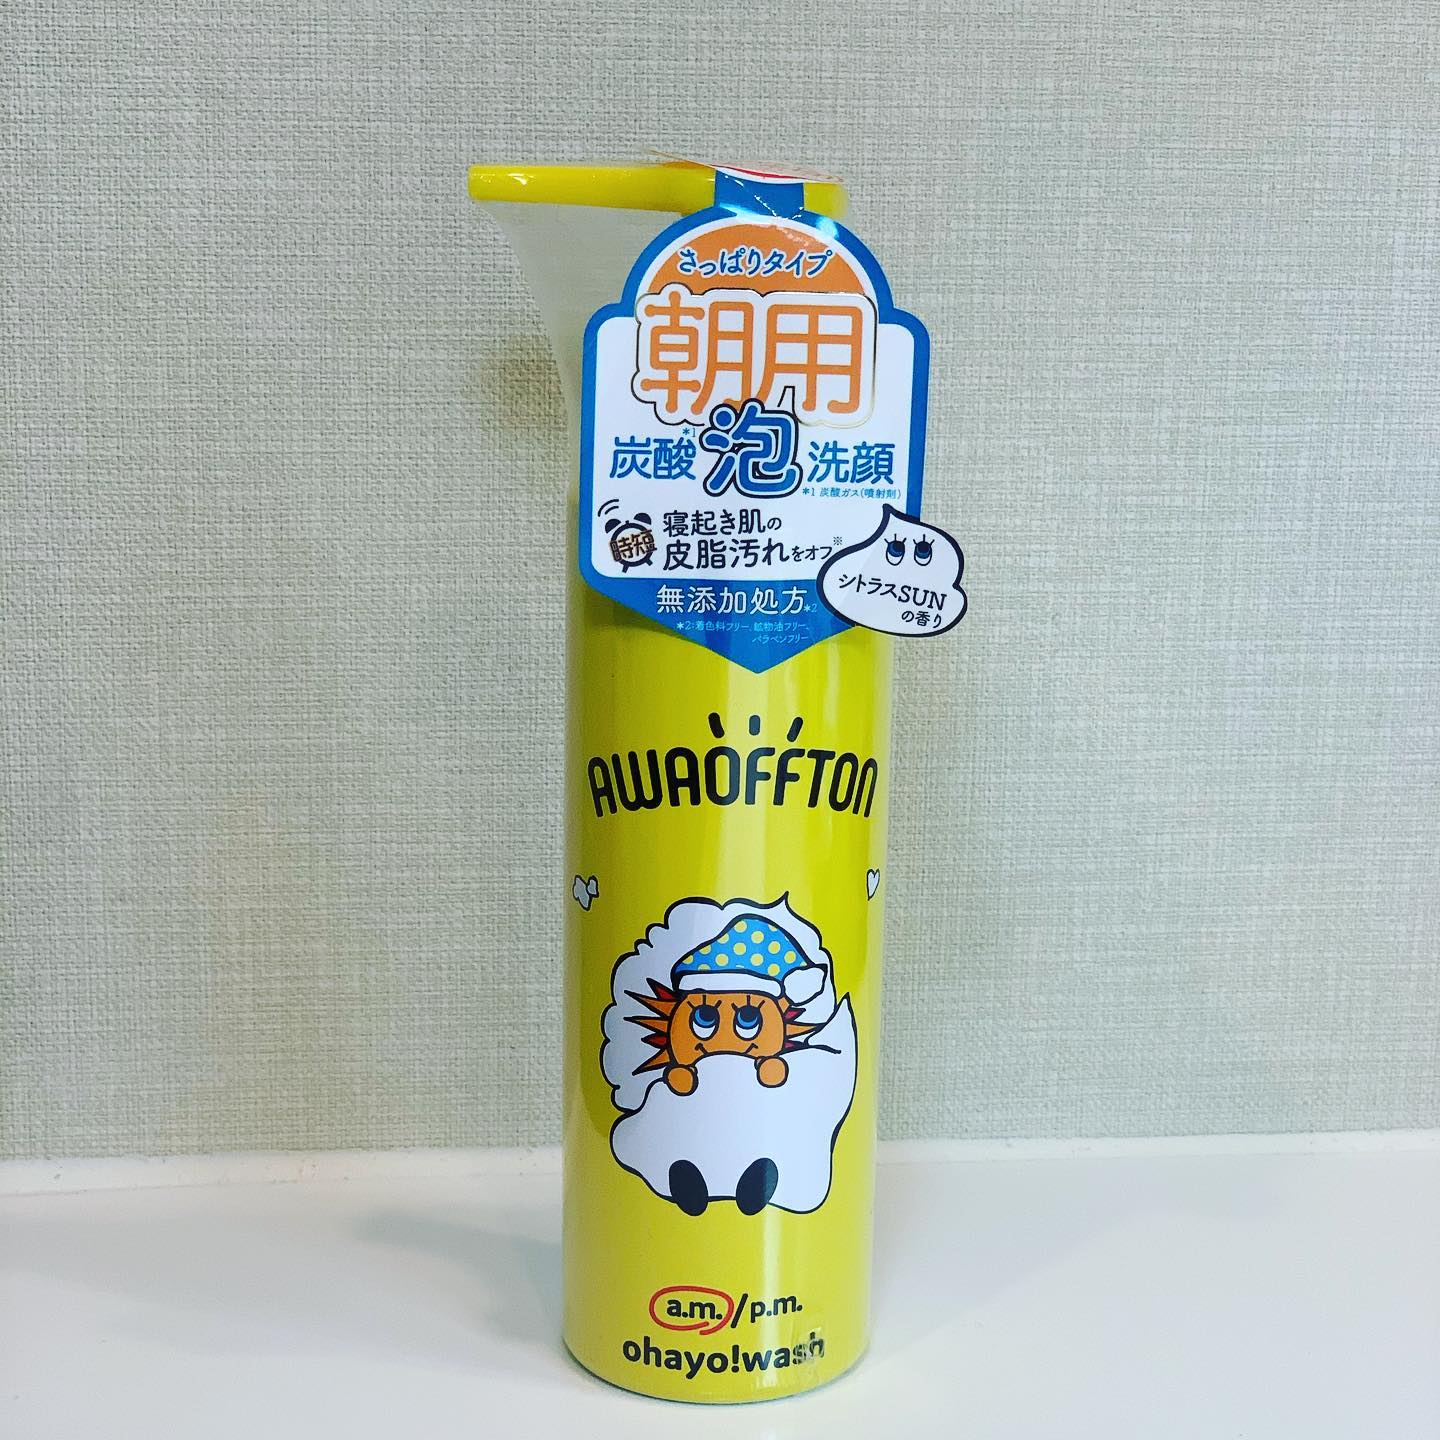 さっぱりタイプ
朝用
炭酸*1泡洗顔
*1 炭酸ガス(噴射剤)
時短
寝起き肌の
皮脂汚れをオフ※
シトラスSUN
の香り
無添加処方*2
*2:着色料フリー、鉱物油フリー、
パラベンフリー
AWAOFFTON
a.m./p.m.
ohayo!wash